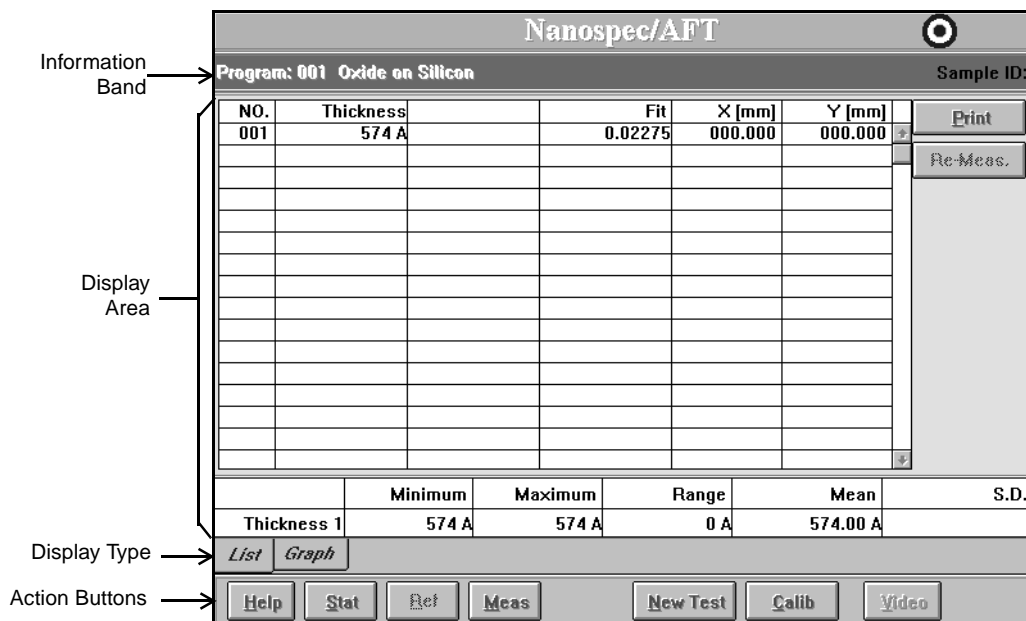 Nanospec/AFT
Information Band
Program: 001 Oxide on Silicon
Sample ID:
NO. Thickness Fit X [mm] Y [mm]
001 574 A 0.02275 000.000 000.000
Print
Re-Meas.
Display Area
Minimum Maximum Range Mean S.D.
Thickness 1 574 A 574 A 0 A 574.00 A
Display Type
List Graph
Action Buttons
Help Stat Ref Meas New Test Calib Video